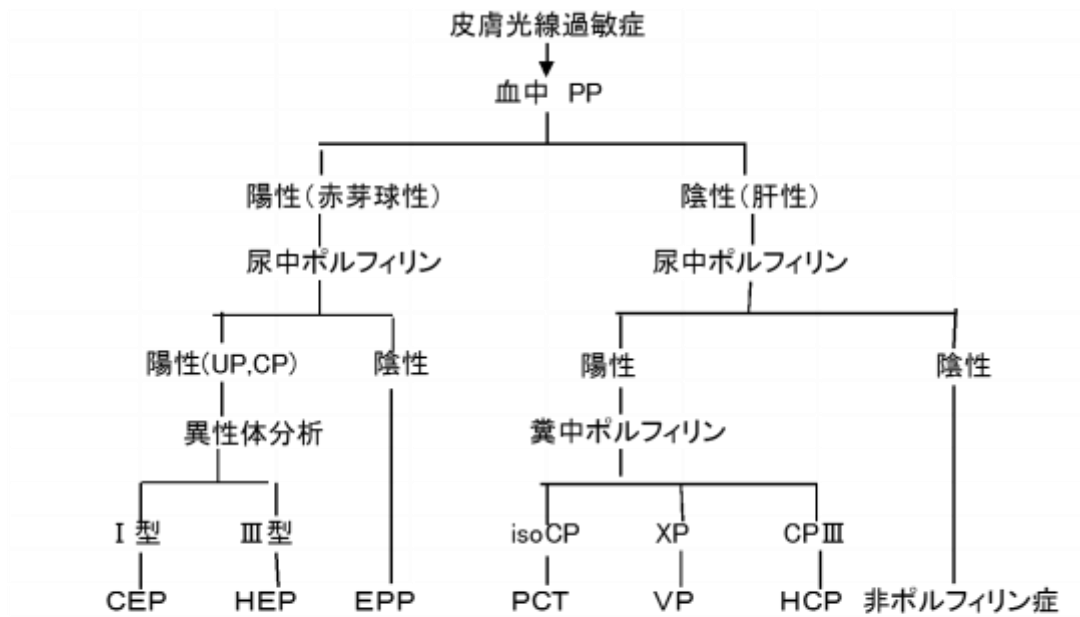 皮膚光線過敏症
血中 PP
陽性(赤芽球性) 陰性(肝性)
尿中ポルフィリン 尿中ポルフィリン
陽性(UP,CP) 陰性 陽性 陰性
異性体分析 糞中ポルフィリン
Ⅰ型 Ⅲ型 isoCP XP CPⅢ
CEP HEP EPP PCT VP HCP 非ポルフィリン症